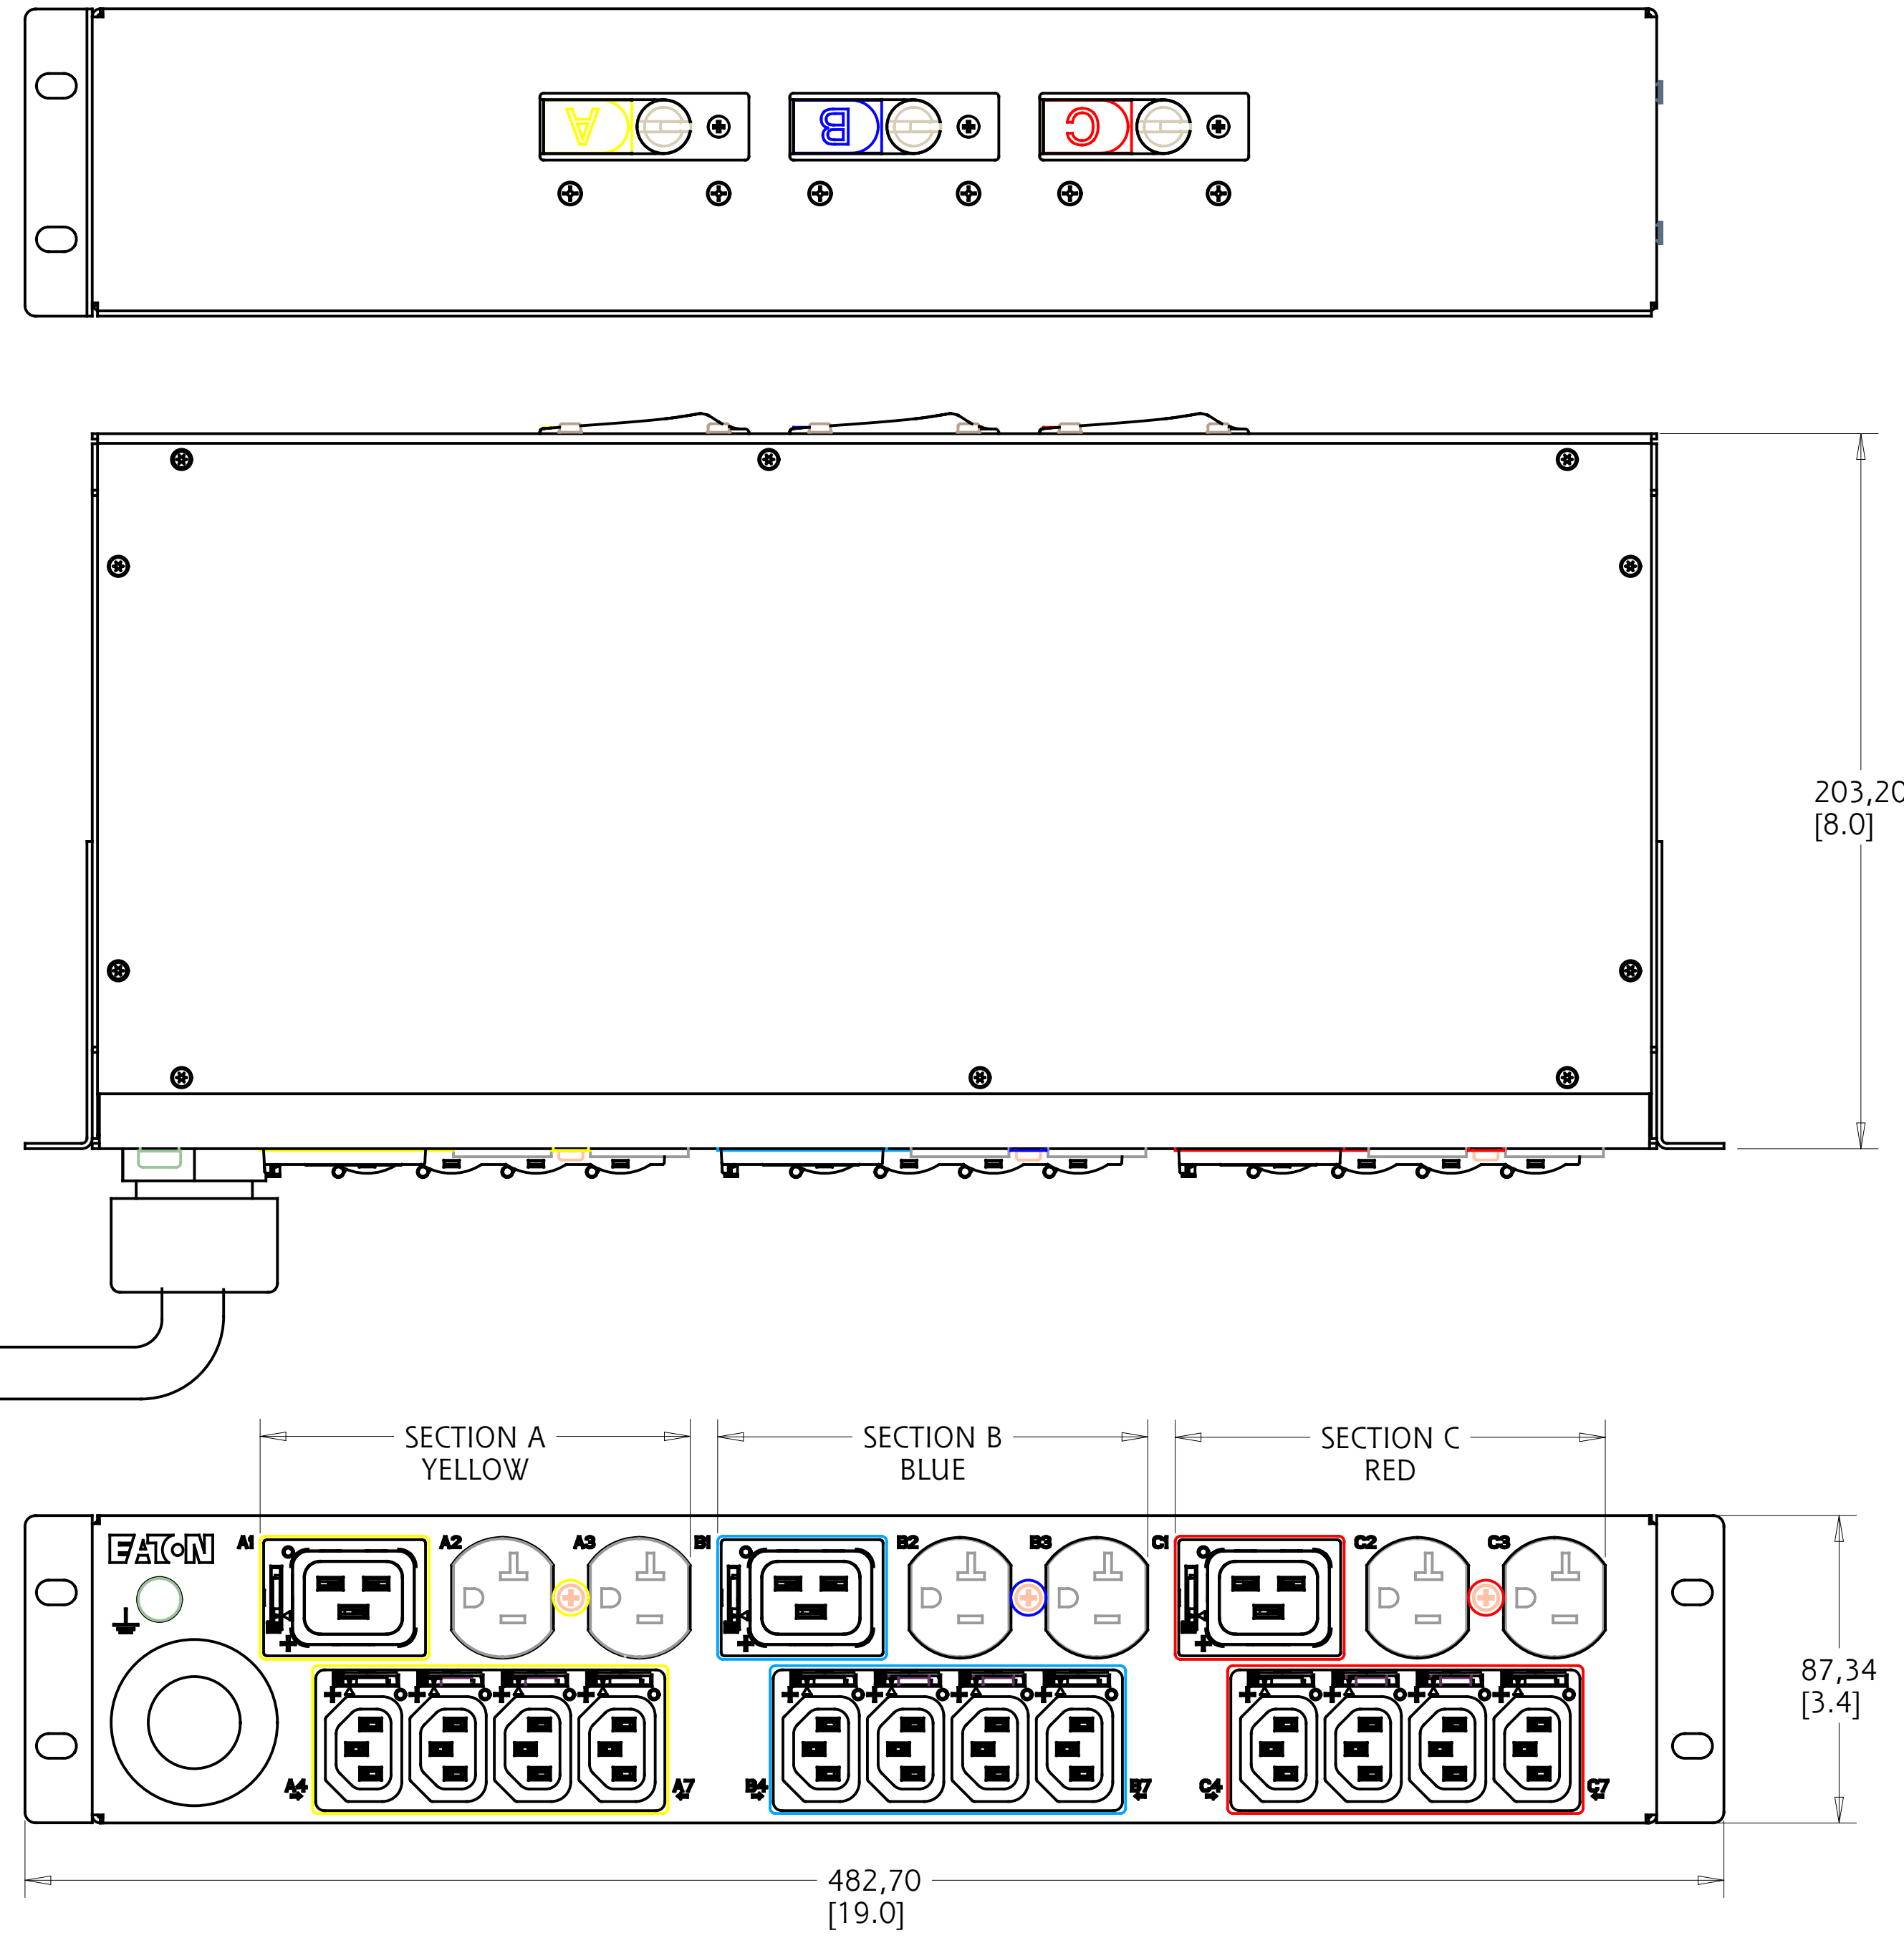 A B C
203,20
[8.0]
SECTION A
YELLOW
SECTION B
BLUE
SECTION C
RED
EATON
A1 A2 A3 B1 B2 B3 C1 C2 C3
A4 A7 B4 B7 C4 C7
87,34
[3.4]
482,70
[19.0]